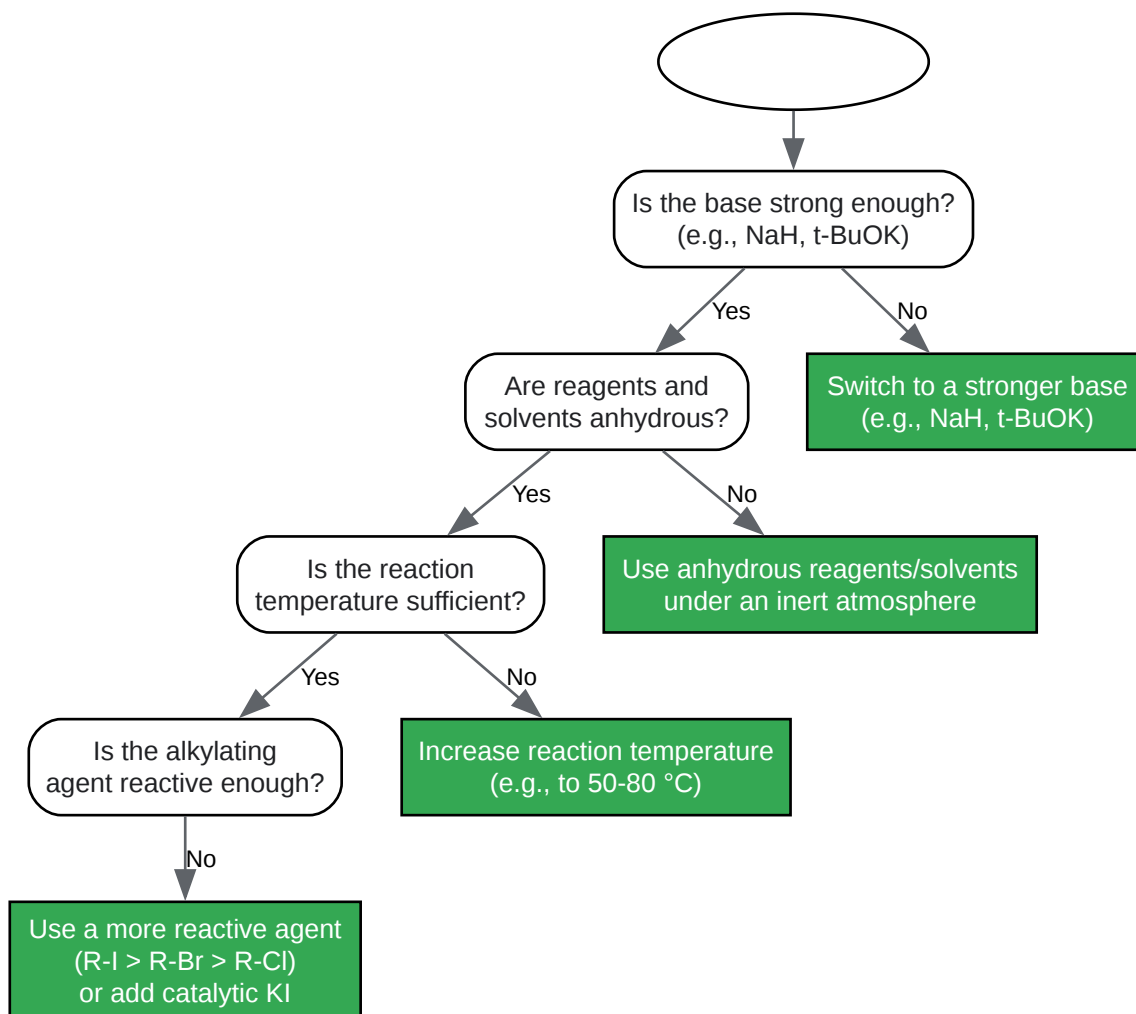 Is the base strong enough?
(e.g., NaH, t-BuOK)
Yes
No
Are reagents and
solvents anhydrous?
Switch to a stronger base
(e.g., NaH, t-BuOK)
Yes
No
Is the reaction
temperature sufficient?
Use anhydrous reagents/solvents
under an inert atmosphere
Yes
No
Is the alkylating
agent reactive enough?
Increase reaction temperature
(e.g., to 50-80 °C)
No
Use a more reactive agent
(R-I > R-Br > R-Cl)
or add catalytic KI